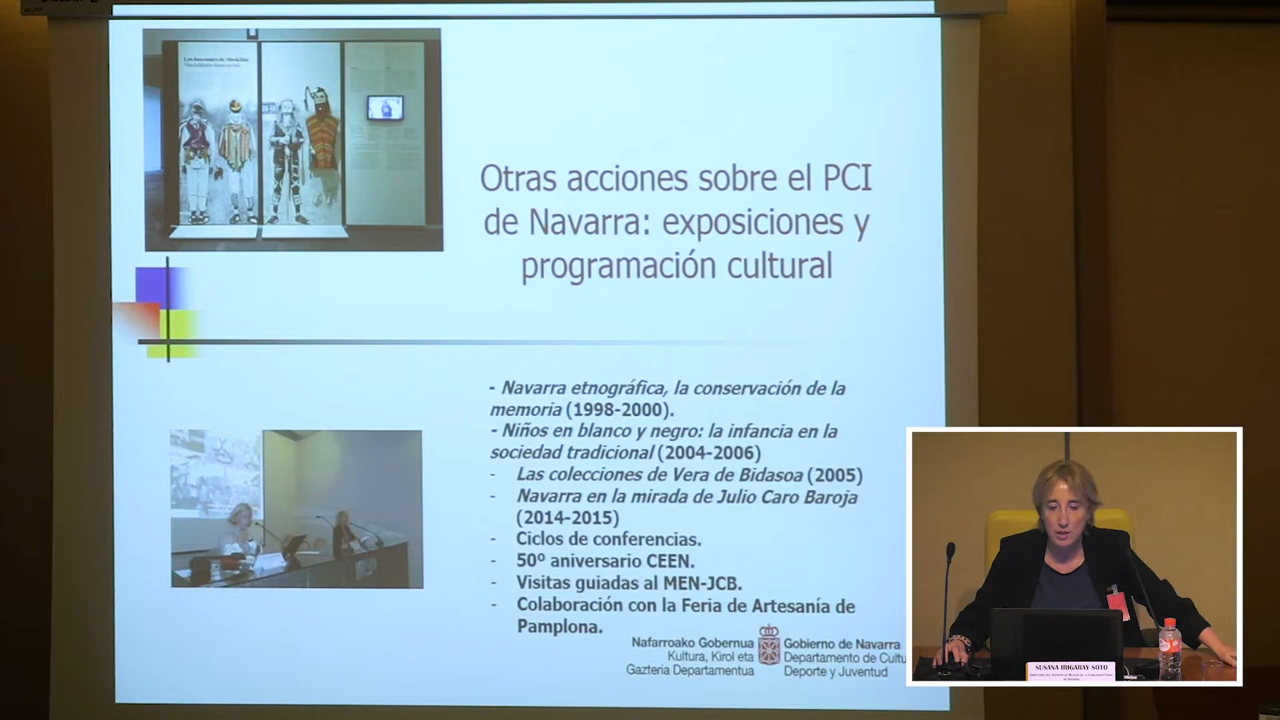 Otras acciones sobre el PCI
de Navarra: exposiciones y
programación cultural
- Navarra etnográfica, la conservación de la
memoria (1998-2000).
- Niños en blanco y negro: la infancia en la
sociedad tradicional (2004-2006)
- Las colecciones de Vera de Bidasoa (2005)
- Navarra en la mirada de Julio Caro Baroja
(2014-2015)
- Ciclos de conferencias.
- 50º aniversario CEEN.
- Visitas guiadas al MEN-JCB.
- Colaboración con la Feria de Artesanía de
Pamplona.
Nafarroako Gobernua
Kultura, Kirol eta
Gazteria Departamentua
Gobierno de Navarra
Departamento de Cultu
Deporte y Juventud
SUSANA IRIGARAY SOTO